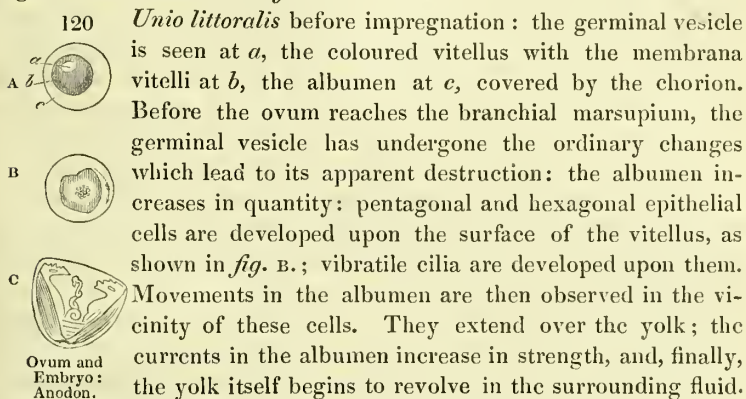 120
Unio littoralis before impregnation : the germinal vesicle
is seen at a, the coloured vitellus with the membrana
vitelli at b, the albumen at c, covered by the chorion.
Before the ovum reaches the branchial marsupium, the
germinal vesicle has undergone the ordinary changes
which lead to its apparent destruction: the albumen in-
creases in quantity: pentagonal and hexagonal epithelial
cells are developed upon the surface of the vitellus, as
shown in fig. B.; vibratile cilia are developed upon them.
Movements in the albumen are then observed in the vi-
cinity of these cells. They extend over the yolk; the
currents in the albumen increase in strength, and, finally,
the yolk itself begins to revolve in the surrounding fluid.
a
A b
c
B
C
Ovum and
Embryo:
Anodon.